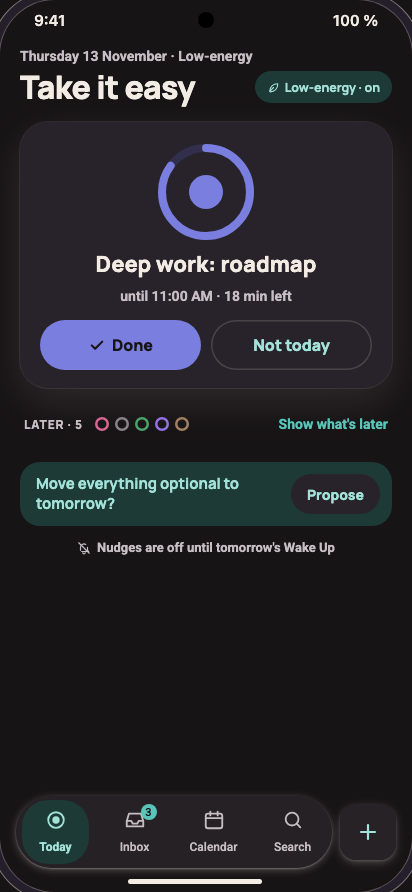 9:41
100 %
Thursday 13 November · Low-energy
Take it easy
Low-energy · on
Deep work: roadmap
until 11:00 AM · 18 min left
Done
Not today
LATER · 5
Show what's later
Move everything optional to
tomorrow?
Propose
Nudges are off until tomorrow's Wake Up
3
Today
Inbox
Calendar
Search